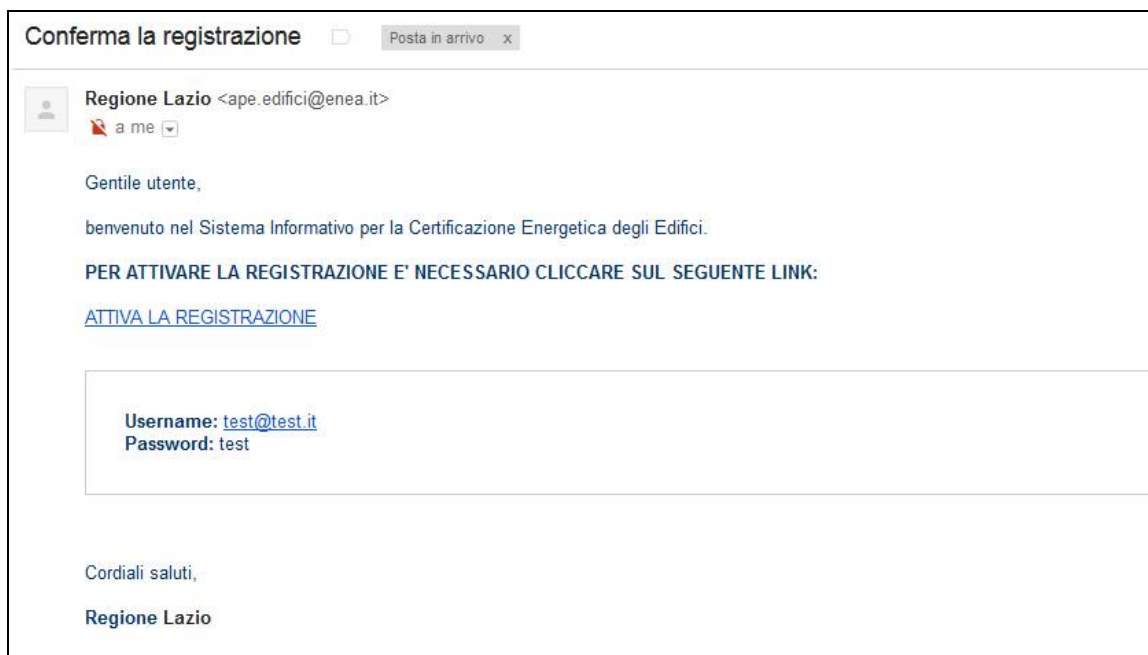 Conferma la registrazione Posta in arrivo x
Regione Lazio <ape.edifici@enea.it>
a me
Gentile utente,
benvenuto nel Sistema Informativo per la Certificazione Energetica degli Edifici.
PER ATTIVARE LA REGISTRAZIONE E' NECESSARIO CLICCARE SUL SEGUENTE LINK:
ATTIVA LA REGISTRAZIONE
Username: test@test.it
Password: test
Cordiali saluti,
Regione Lazio